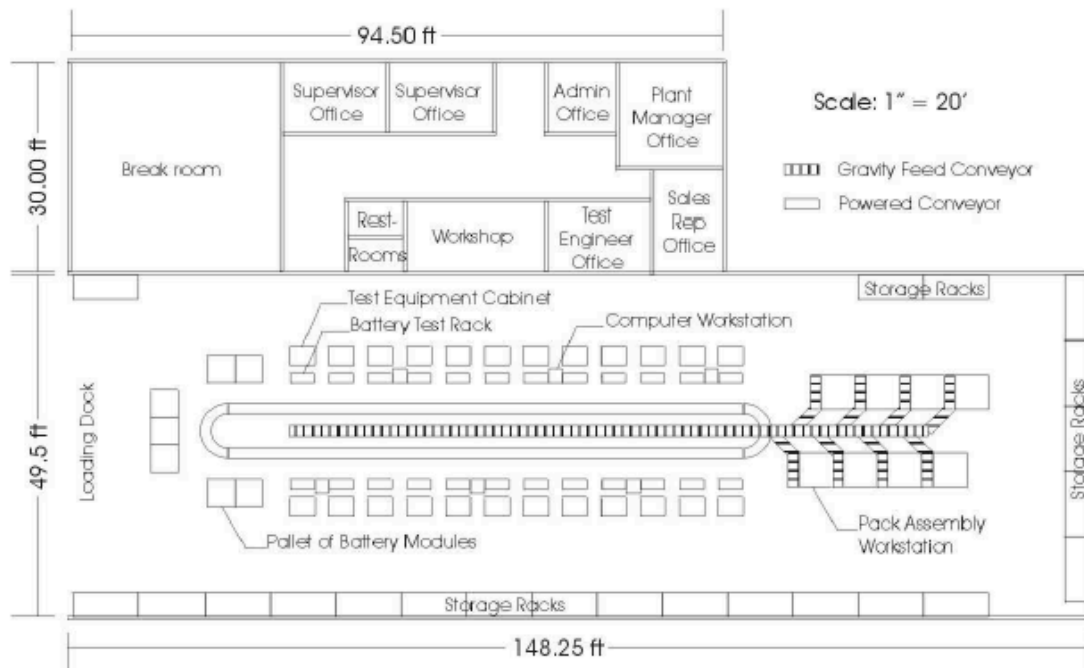 94.50 ft
30.00 ft
Supervisor
Office
Supervisor
Office
Admin
Office
Plant
Manager
Office
Scale: 1" = 20'
Break room
Gravity Feed Conveyor
Powered Conveyor
Rest-
Rooms
Workshop
Test
Engineer
Office
Sales
Rep
Office
Test Equipment Cabinet
Battery Test Rack
Computer Workstation
Storage Racks
49.5 ft
Loading Dock
Storage Racks
Pallet of Battery Modules
Pack Assembly
Workstation
Storage Racks
148.25 ft